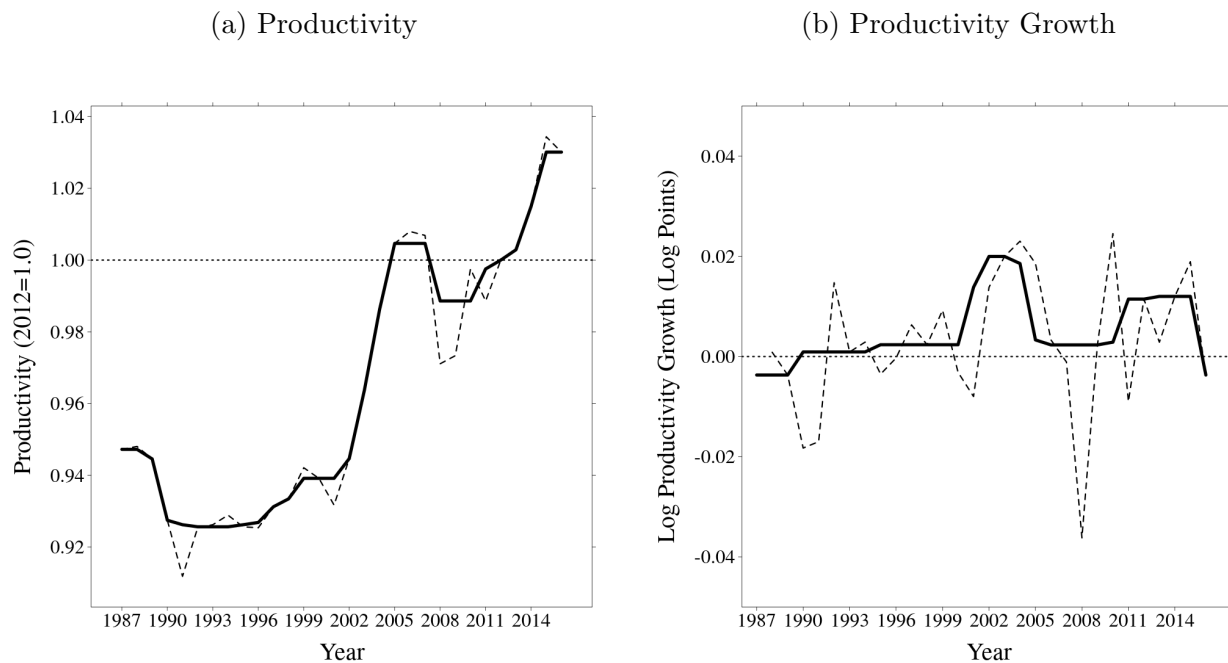 (a) Productivity
Productivity (2012=1.0)
1.04
1.02
1.00
0.98
0.96
0.94
0.92
1987 1990 1993 1996 1999 2002 2005 2008 2011 2014
Year
(b) Productivity Growth
Log Productivity Growth (Log Points)
0.04
0.02
0.00
-0.02
-0.04
1987 1990 1993 1996 1999 2002 2005 2008 2011 2014
Year